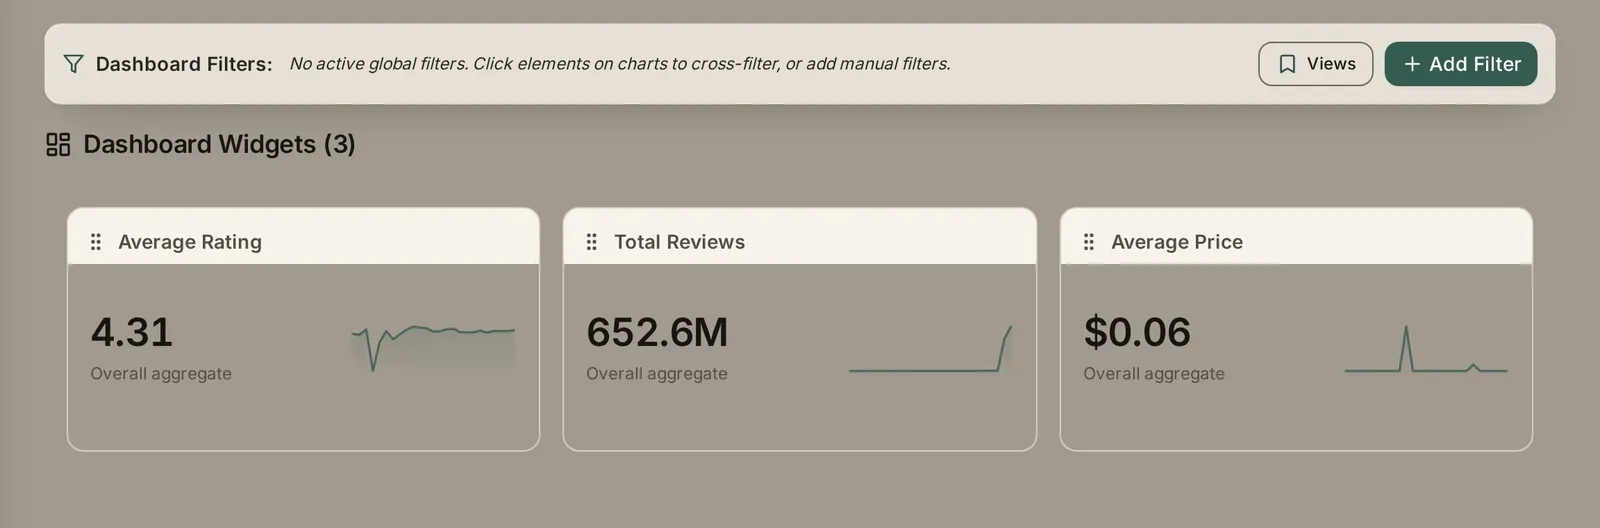 Dashboard Filters: No active global filters. Click elements on charts to cross-filter, or add manual filters. Views + Add Filter
Dashboard Widgets (3)
Average Rating
4.31
Overall aggregate
Total Reviews
652.6M
Overall aggregate
Average Price
$0.06
Overall aggregate